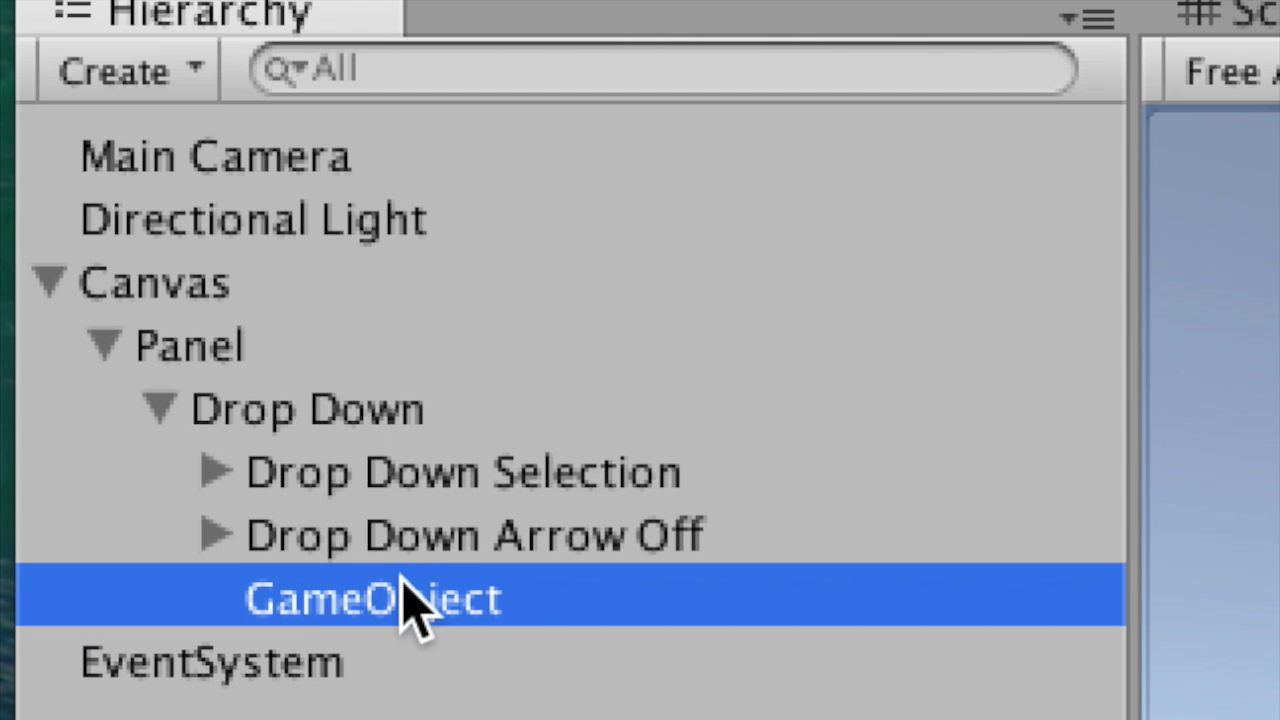 Hierarchy
Create
All
Free
Main Camera
Directional Light
Canvas
Panel
Drop Down
Drop Down Selection
Drop Down Arrow Off
GameObject
EventSystem